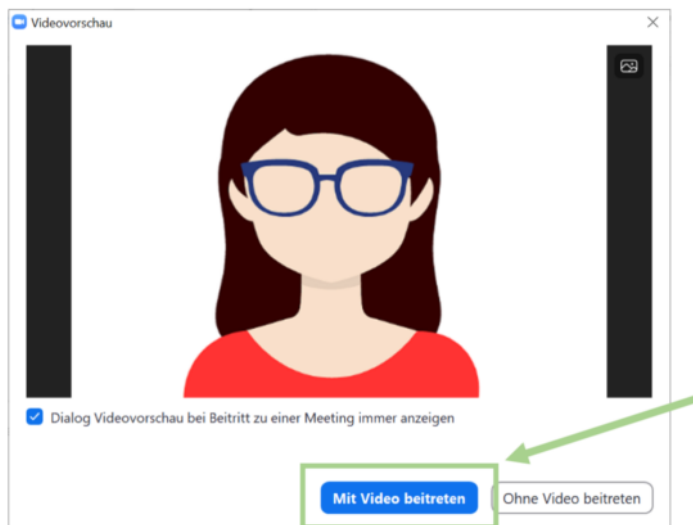 Videovorschau
Dialog Videovorschau bei Beitritt zu einer Meeting immer anzeigen
Mit Video beitreten
Ohne Video beitreten